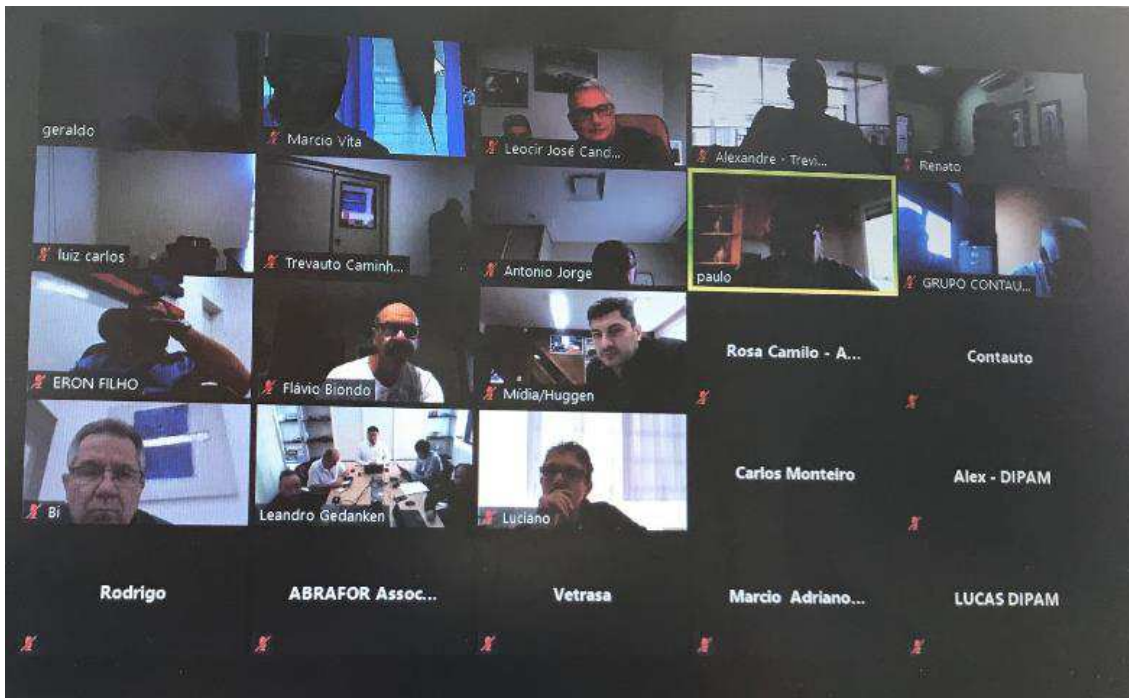 geraldo
Marcio Vita
Leocir José Cand...
Alexandre - Trevi...
Renato
luiz carlos
Trevauto Caminh...
Antonio Jorge
paulo
GRUPO CONTAU...
ERON FILHO
Flávio Biondo
Mídia/Huggen
Rosa Camilo - A...
Contauto
Bi
Leandro Gedanken
Luciano
Carlos Monteiro
Alex - DIPAM
Rodrigo
ABRAFOR Assoc...
Vetrasa
Marcio Adriano...
LUCAS DIPAM